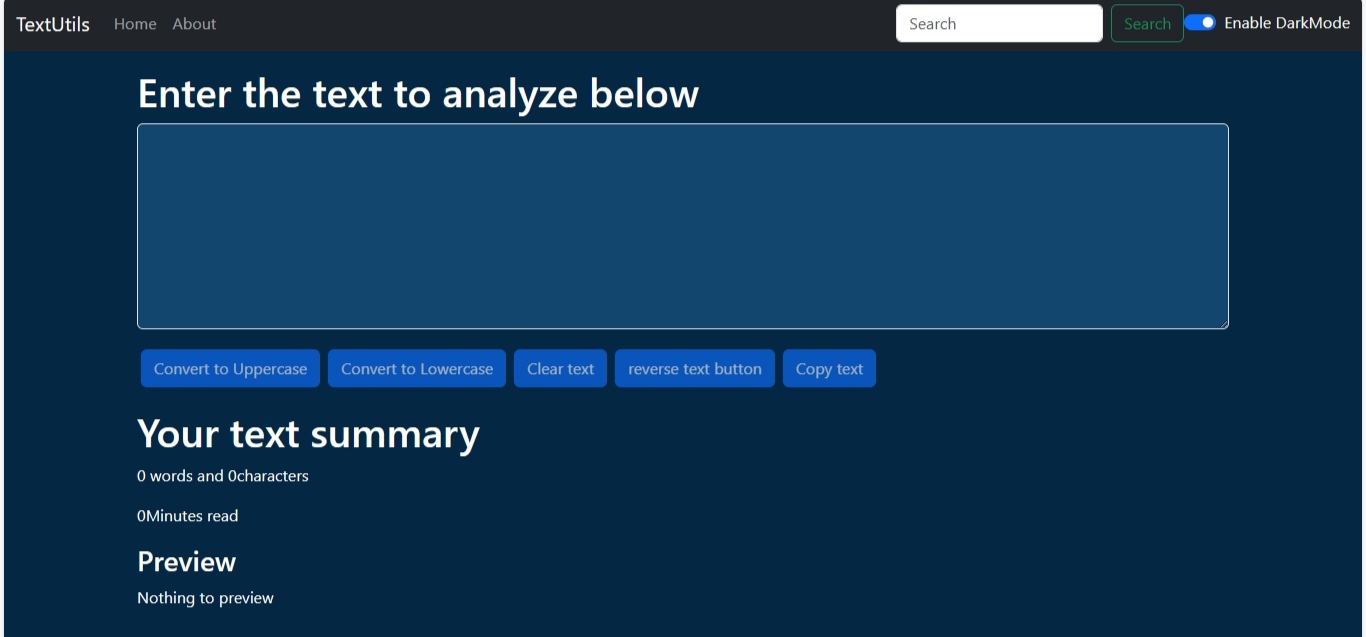 TextUtils Home About Search Search Enable DarkMode
Enter the text to analyze below
Convert to Uppercase Convert to Lowercase Clear text reverse text button Copy text
Your text summary
0 words and 0characters
0Minutes read
Preview
Nothing to preview